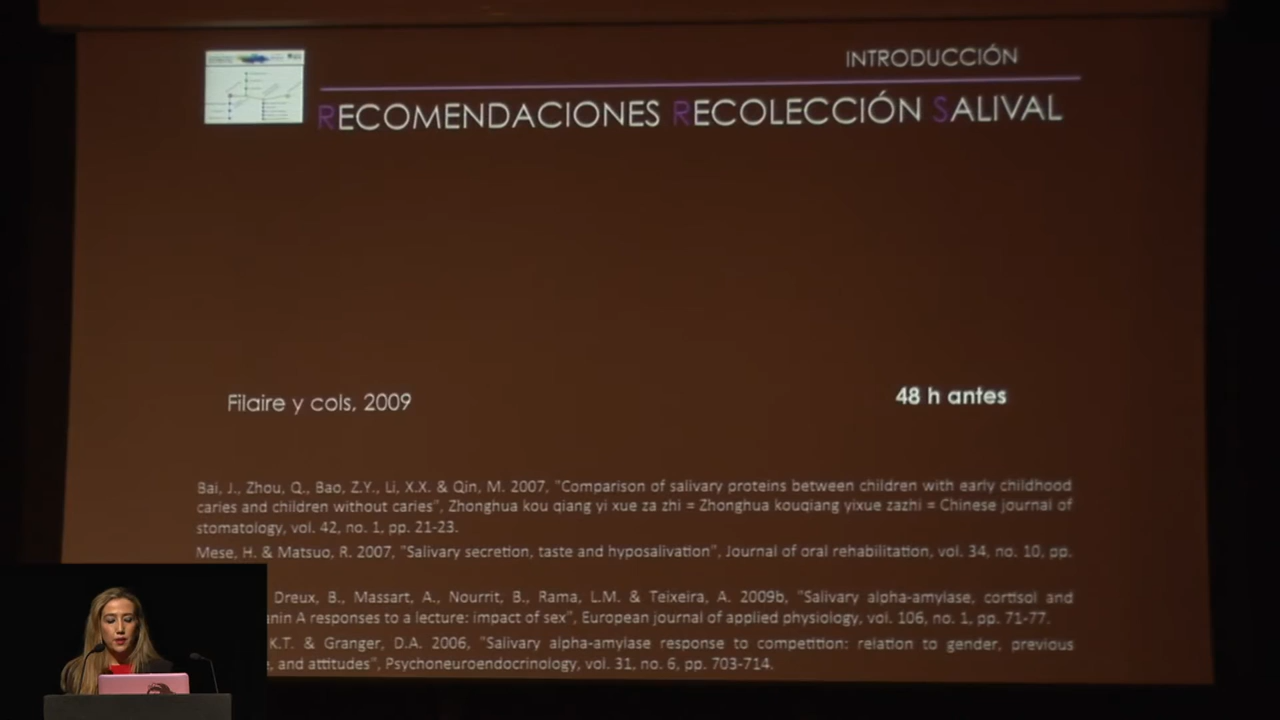 INTRODUCCIÓN
RECOMENDACIONES RECOLECCIÓN SALIVAL
Filaire y cols, 2009
48 h antes
Bai, J., Zhou, Q., Bao, Z.Y., Li, X.X. & Qin, M. 2007, "Comparison of salivary proteins between children with early childhood
caries and children without caries", Zhonghua kou qiang yi xue za zhi = Zhonghua kouqiang yixue zazhi = Chinese journal of
stomatology, vol. 42, no. 1, pp. 21-23.
Mese, H. & Matsuo, R. 2007, "Salivary secretion, taste and hyposalivation", Journal of oral rehabilitation, vol. 34, no. 10, pp.
Dreux, B., Massart, A., Nourrit, B., Rama, L.M. & Teixeira, A. 2009b, "Salivary alpha-amylase, cortisol and
anin A responses to a lecture: impact of sex", European journal of applied physiology, vol. 106, no. 1, pp. 71-77.
K.T. & Granger, D.A. 2006, "Salivary alpha-amylase response to competition: relation to gender, previous
, and attitudes", Psychoneuroendocrinology, vol. 31, no. 6, pp. 703-714.